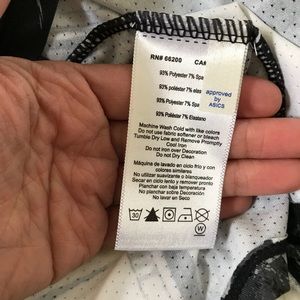 RN# 66200 CA#
93% Polyester 7% Spa
93% poliéster 7% elas
93% Polyester 7% Spa
93% Poliéster 7% Elastano
approved
by
ASICS
Machine Wash Cold with like colors
Do not use fabric softener or bleach
Tumble Dry Low and Remove Promptly
Cool Iron
Do not iron over Decoration
Do not Dry Clean
Máquina de lavado en ciclo frío y con
colores similares
No utilizar suavizante o blanqueador
Secar en ciclo lento y retirar pronto
Planchar con baja temperatura
No planchar sobre Decoración
No lavar en Seco
30
W